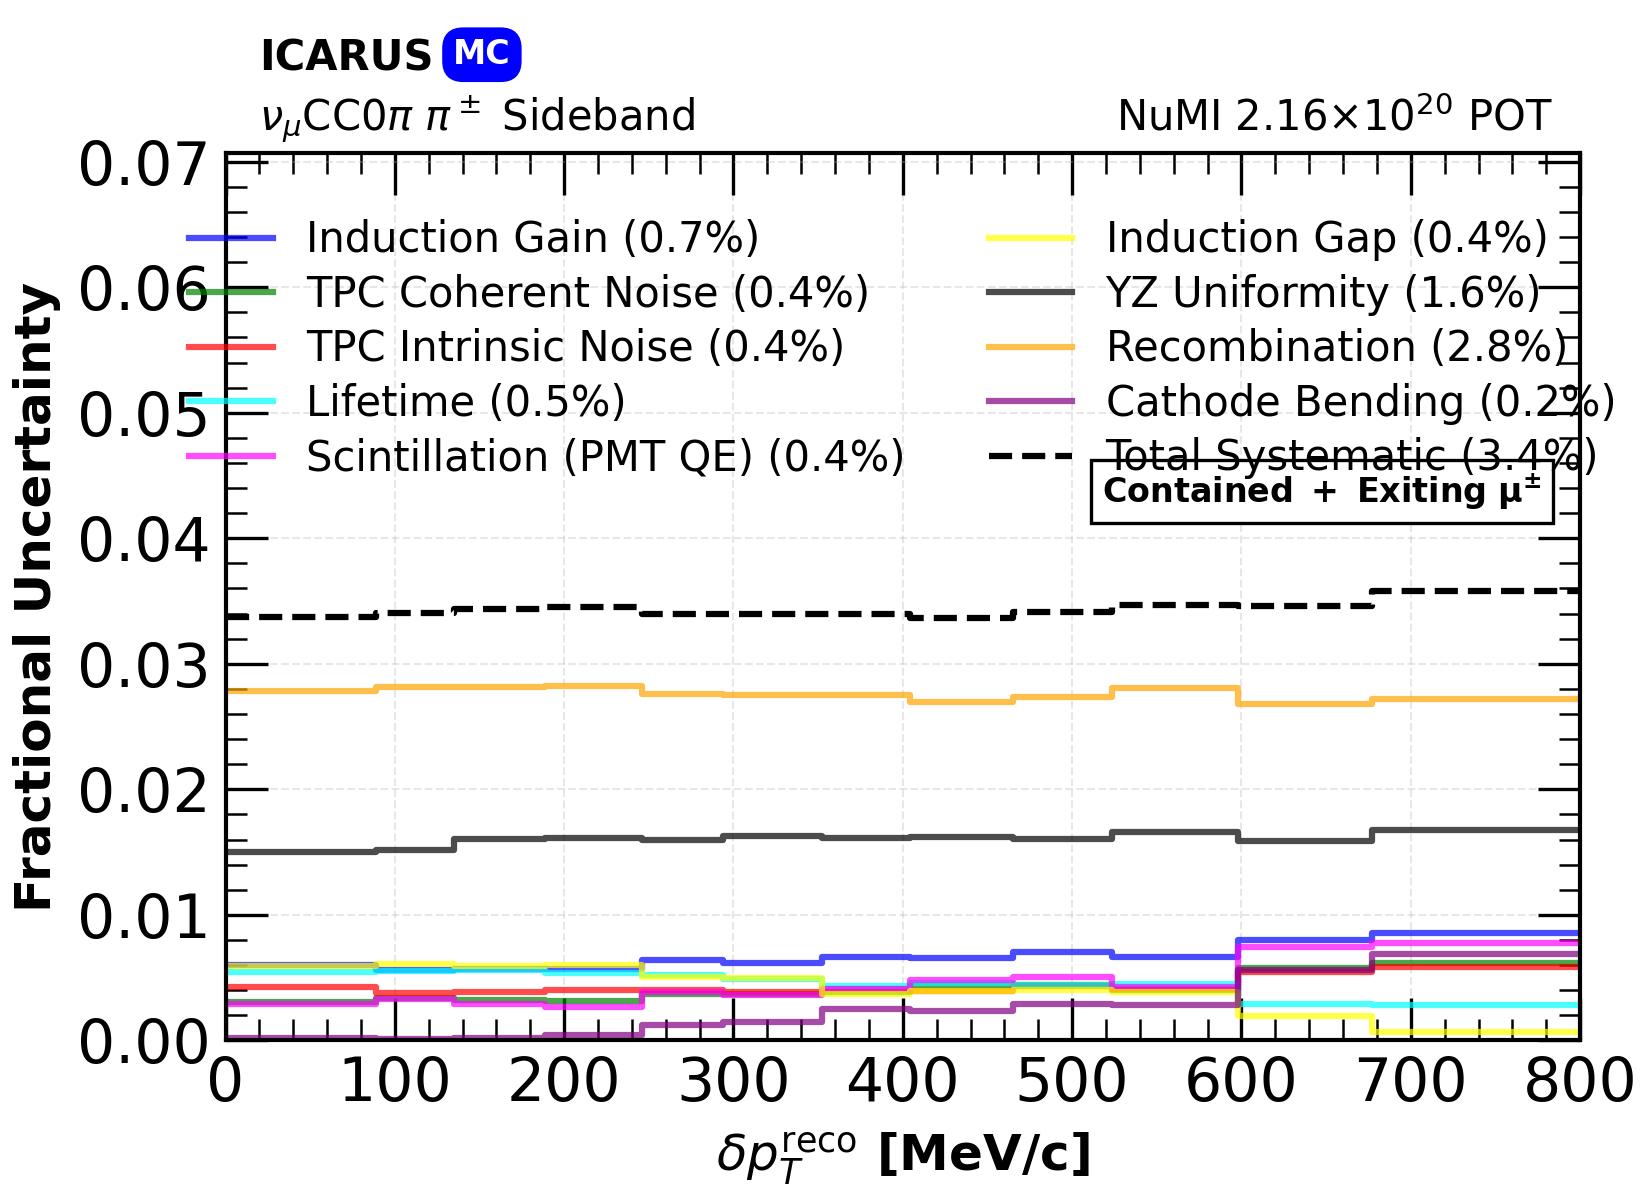 ICARUS MC
νμCC0π π± Sideband
NuMI 2.16×10²⁰ POT
0.07
0.06
0.05
0.04
0.03
0.02
0.01
0.00
Fractional Uncertainty
Induction Gain (0.7%)
TPC Coherent Noise (0.4%)
TPC Intrinsic Noise (0.4%)
Lifetime (0.5%)
Scintillation (PMT QE) (0.4%)
Induction Gap (0.4%)
YZ Uniformity (1.6%)
Recombination (2.8%)
Cathode Bending (0.2%)
Total Systematic (3.4%)
Contained + Exiting μ±
0 100 200 300 400 500 600 700 800
δp_T^reco [MeV/c]